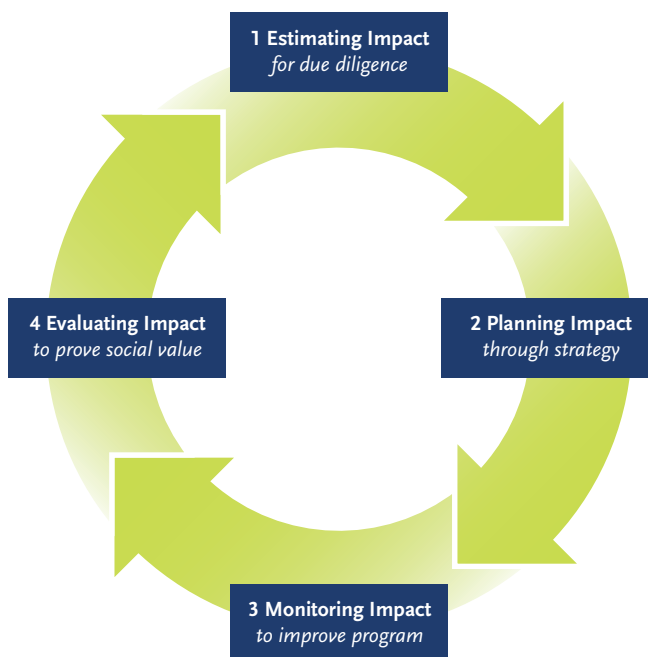 1 Estimating Impact
for due diligence
2 Planning Impact
through strategy
3 Monitoring Impact
to improve program
4 Evaluating Impact
to prove social value